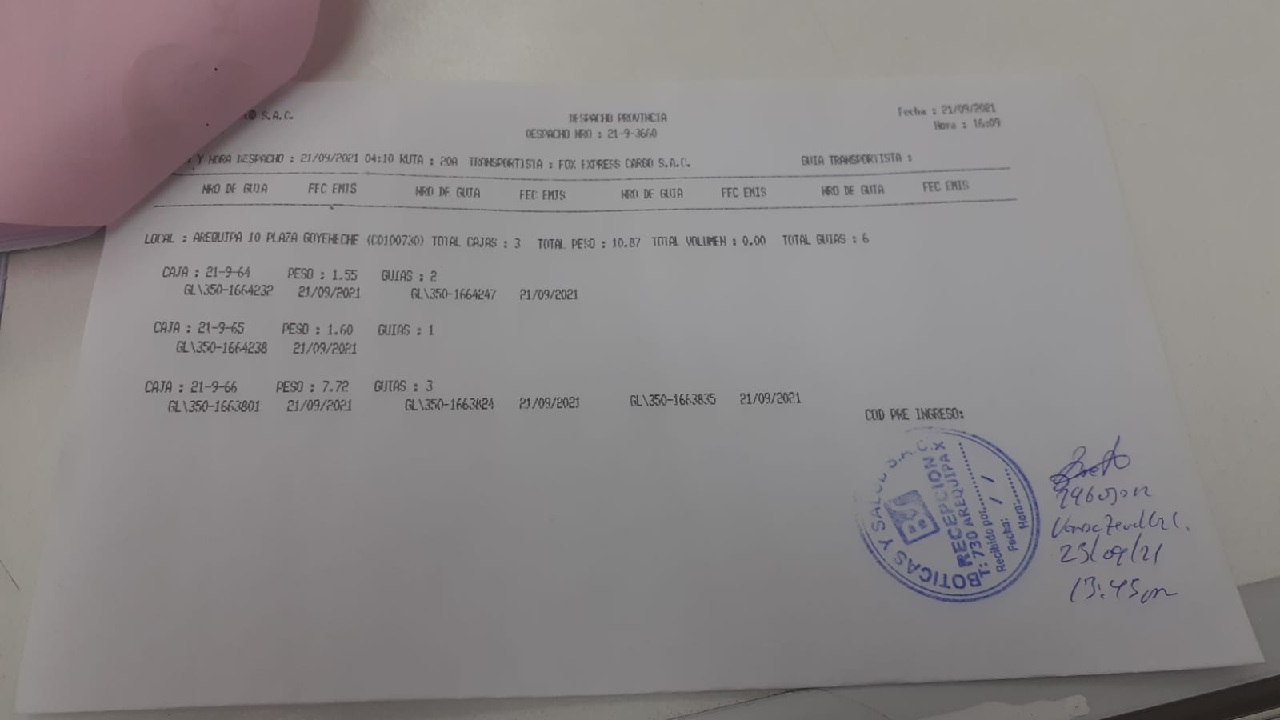 S.A.C.
DESPACHO PROVINCIA
Fecha : 21/09/2021
DESPACHO NRO : 21-9-3660
Hora : 16:09
Y HORA DESPACHO : 21/09/2021 04:10 RUTA : 20A TRANSPORTISTA : FOX EXPRESS CARGO S.A.C. GUIA TRANSPORTISTA :
NRO DE GUIA FEC EMIS NRO DE GUIA FEC EMIS NRO DE GUIA FEC EMIS NRO DE GUIA FEC EMIS
LOCAL : AREQUIPA 10 PLAZA GOYENECHE (CD100730) TOTAL CAJAS : 3 TOTAL PESO : 10.87 TOTAL VOLUMEN : 0.00 TOTAL GUIAS : 6
CAJA : 21-9-64 PESO : 1.55 GUIAS : 2
GL\350-1664232 21/09/2021 GL\350-1664247 21/09/2021
CAJA : 21-9-65 PESO : 1.60 GUIAS : 1
GL\350-1664238 21/09/2021
CAJA : 21-9-66 PESO : 7.72 GUIAS : 3
GL\350-1663801 21/09/2021 GL\350-1663824 21/09/2021 GL\350-1663835 21/09/2021
COD PRE INGRESO:
BOTICAS Y SALUD S.A.C.
RECEPCION
T: 730 AREQUIPA X
Recibido por:
Fecha: / /
Hora:
23/09/21
13:45